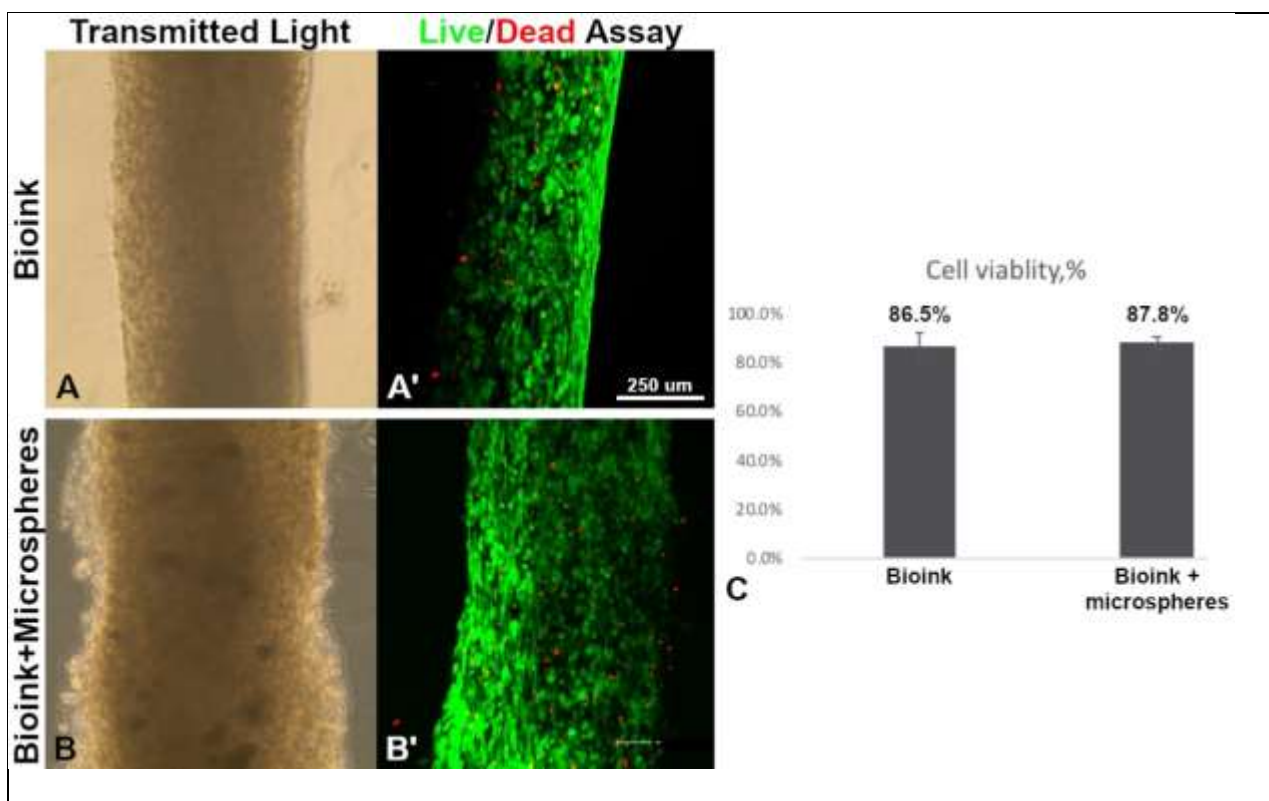 Transmitted Light
Live/Dead Assay
Bioink
A
A'
250 um
Bioink+Microspheres
B
B'
Cell viablity,%
100.0%
80.0%
60.0%
40.0%
20.0%
0.0%
86.5%
87.8%
Bioink
Bioink +
microspheres
C